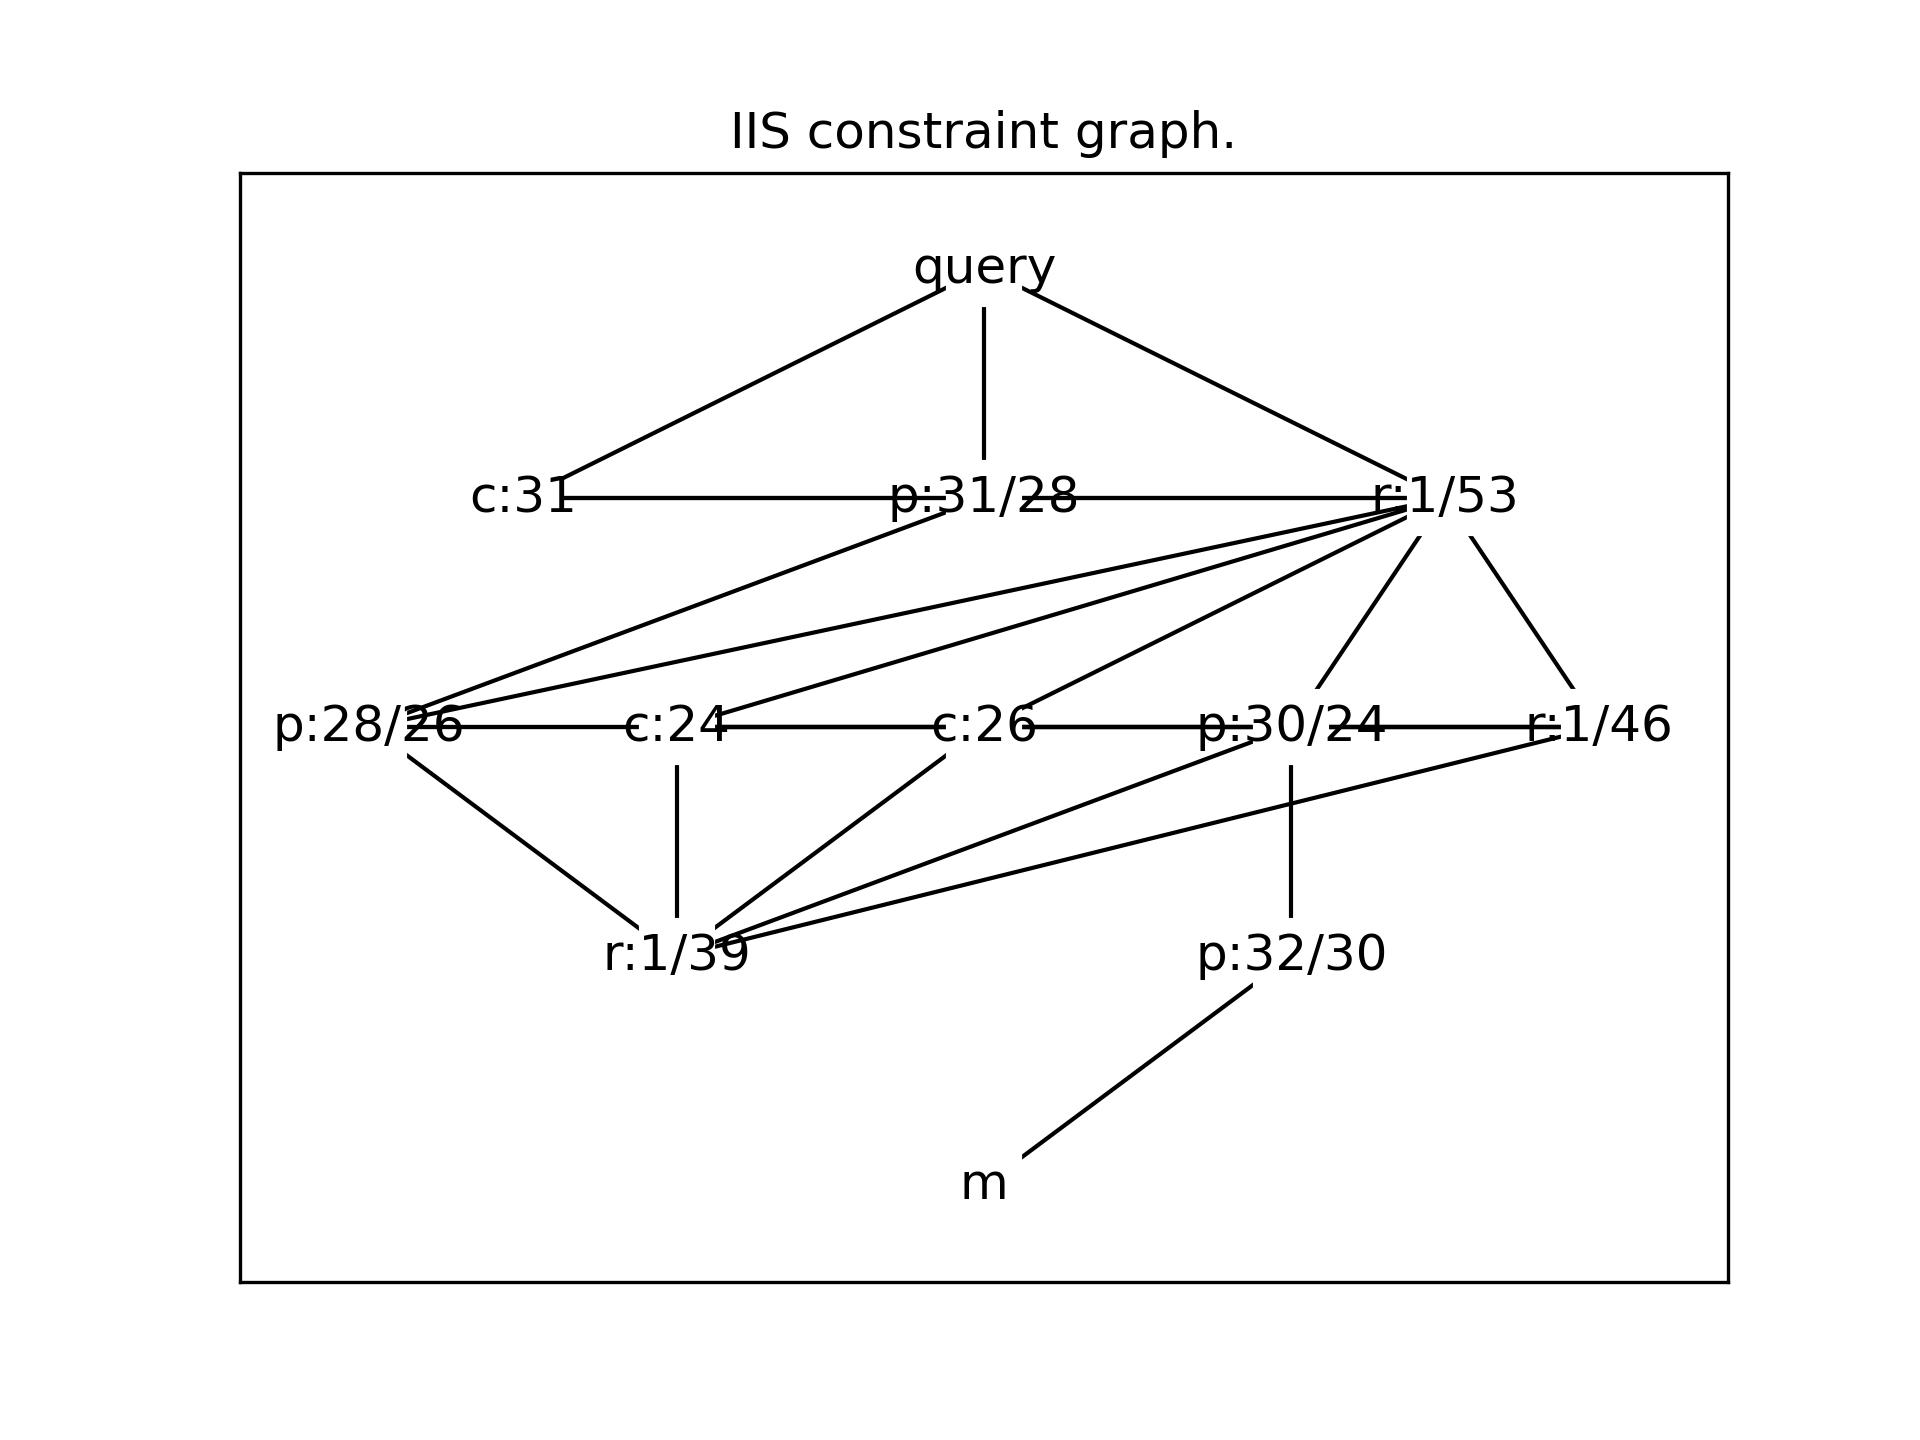 IIS constraint graph.
query
c:31 p:31/28 r:1/53
p:28/26 c:24 c:26 p:30/24 r:1/46
r:1/39 p:32/30
m